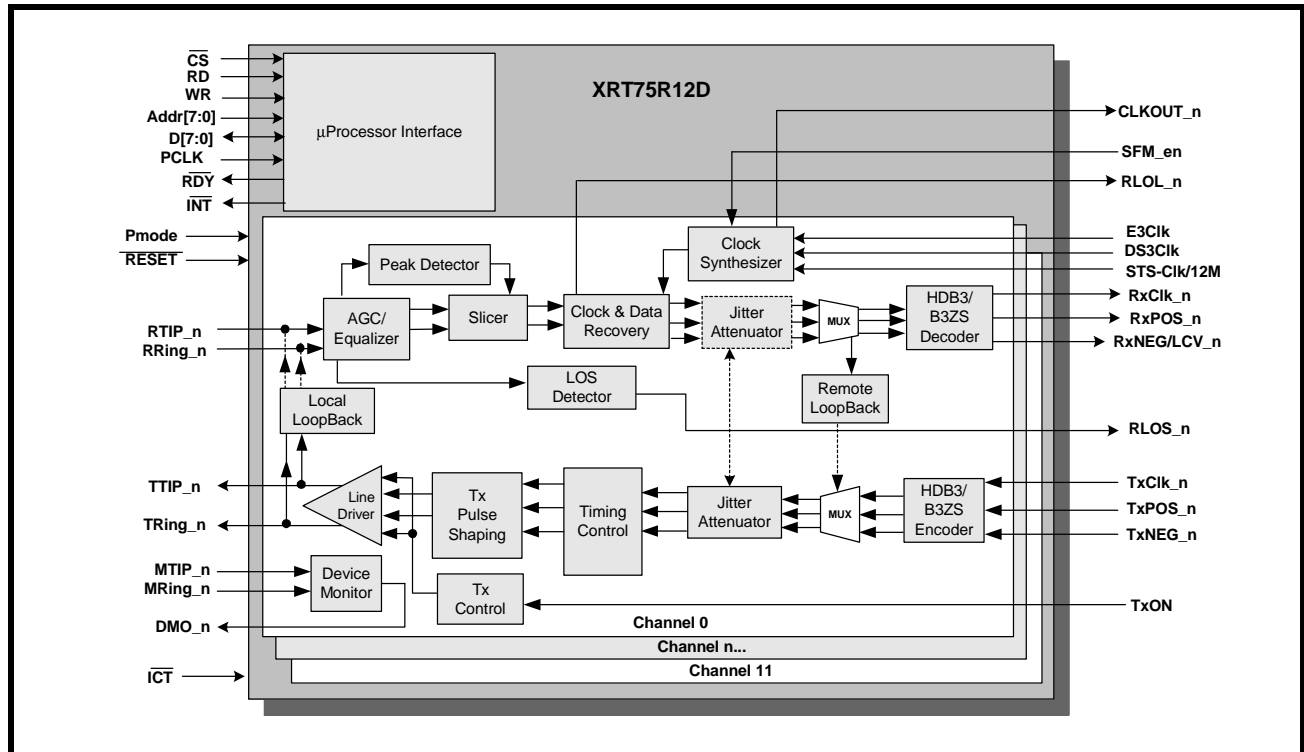 XRT75R12D
CS
RD
WR
Addr[7:0]
D[7:0]
PCLK
RDY
INT
Pmode
RESET
RTIP_n
RRing_n
TTIP_n
TRing_n
MTIP_n
MRing_n
DMO_n
ICT
μProcessor Interface
Peak Detector
AGC/
Equalizer
Slicer
Clock & Data
Recovery
Clock
Synthesizer
Jitter
Attenuator
MUX
HDB3/
B3ZS
Decoder
LOS
Detector
Remote
LoopBack
Local
LoopBack
Line
Driver
Tx
Pulse
Shaping
Timing
Control
Jitter
Attenuator
MUX
HDB3/
B3ZS
Encoder
Device
Monitor
Tx
Control
Channel 0
Channel n...
Channel 11
CLKOUT_n
SFM_en
RLOL_n
E3Clk
DS3Clk
STS-Clk/12M
RxClk_n
RxPOS_n
RxNEG/LCV_n
RLOS_n
TxClk_n
TxPOS_n
TxNEG_n
TxON